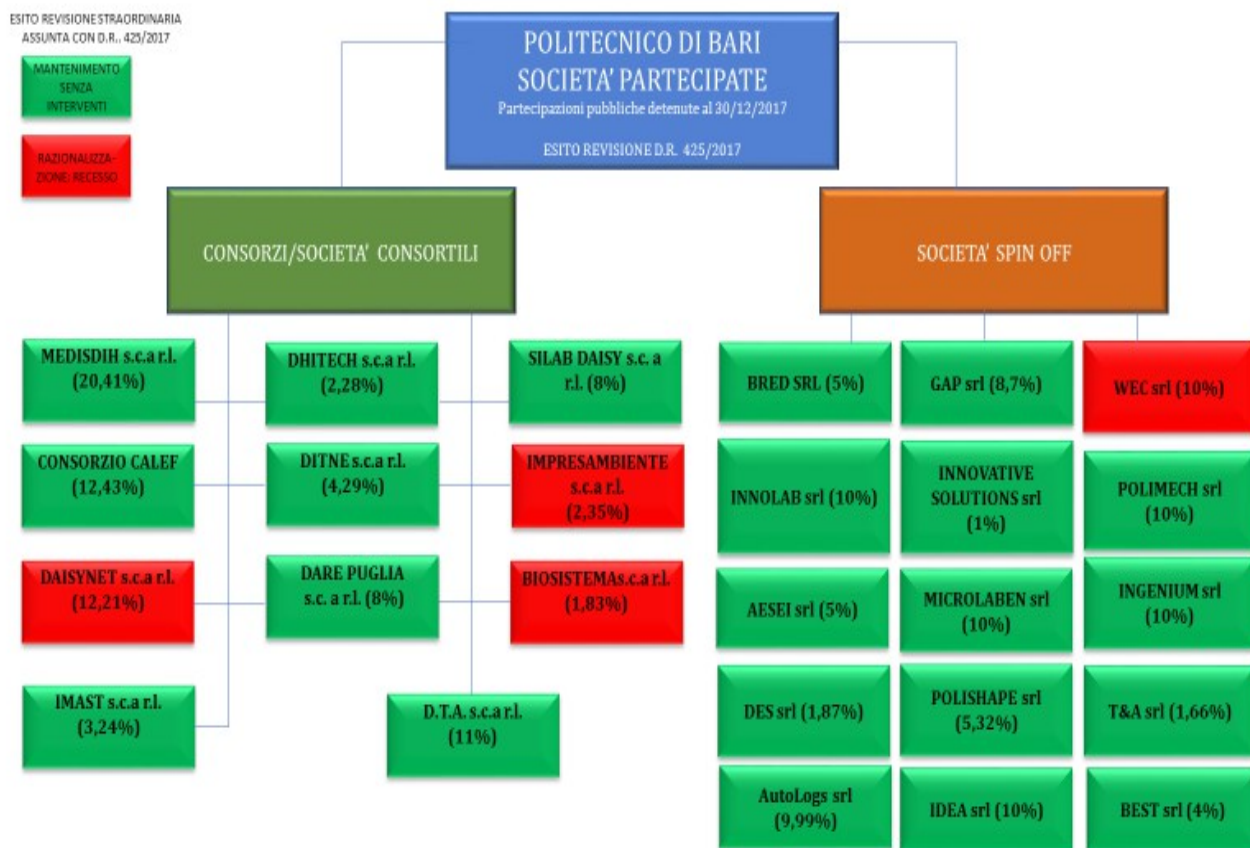 ESITO REVISIONE STRAORDINARIA
ASSUNTA CON D.R.. 425/2017
MANTENIMENTO
SENZA
INTERVENTI
RAZIONALIZZA-
ZIONE: RECESSO
POLITECNICO DI BARI
SOCIETA' PARTECIPATE
Partecipazioni pubbliche detenute al 30/12/2017
ESITO REVISIONE D.R. 425/2017
CONSORZI/SOCIETA' CONSORTILI
SOCIETA' SPIN OFF
MEDISDIH s.c.a r.l.
(20,41%)
DHITECH s.c.a r.l.
(2,28%)
SILAB DAISY s.c. a
r.l. (8%)
CONSORZIO CALEF
(12,43%)
DITNE s.c.a r.l.
(4,29%)
IMPRESAMBIENTE
s.c.a r.l.
(2,35%)
DAISYNET s.c.a r.l.
(12,21%)
DARE PUGLIA
s.c. a r.l. (8%)
BIOSISTEMAs.c.a r.l.
(1,83%)
IMAST s.c.a r.l.
(3,24%)
D.T.A. s.c.a r.l.
(11%)
BRED SRL (5%)
GAP srl (8,7%)
WEC srl (10%)
INNOLAB srl (10%)
INNOVATIVE
SOLUTIONS srl
(1%)
POLIMECH srl
(10%)
AESEI srl (5%)
MICROLABEN srl
(10%)
INGENIUM srl
(10%)
DES srl (1,87%)
POLISHAPE srl
(5,32%)
T&A srl (1,66%)
AutoLogs srl
(9,99%)
IDEA srl (10%)
BEST srl (4%)